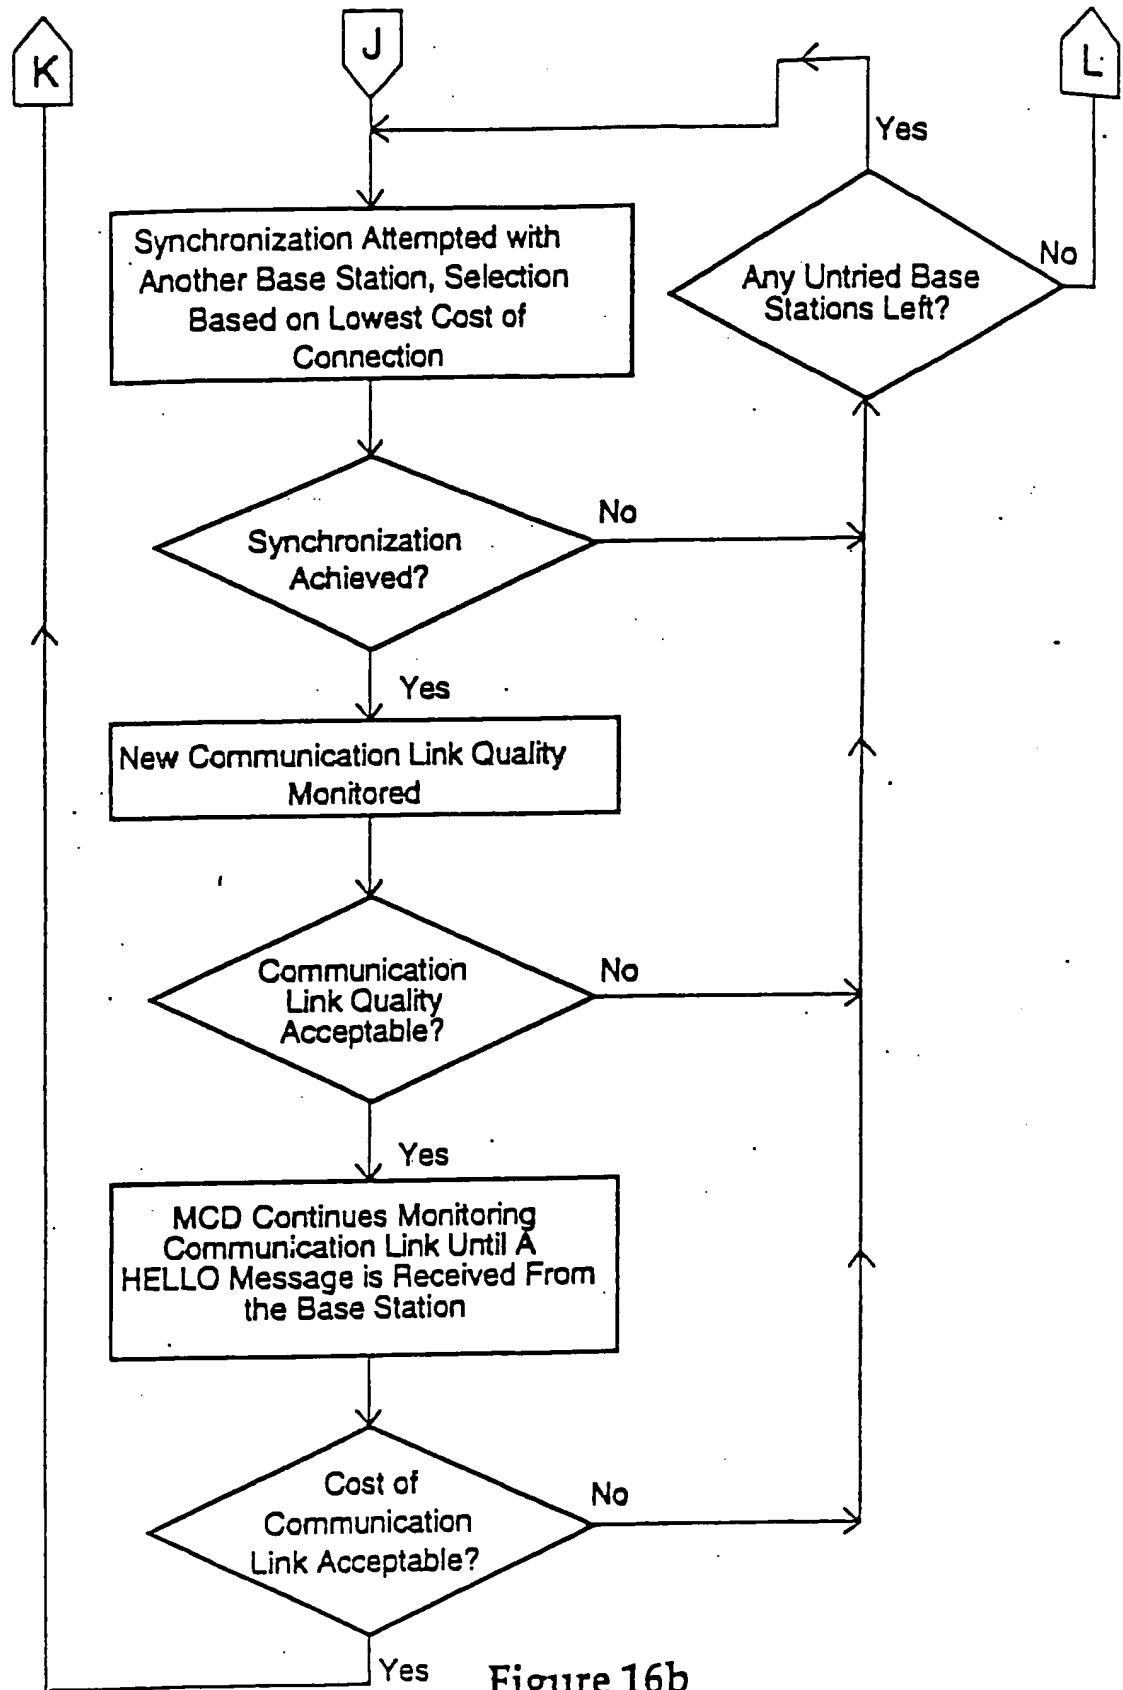 K
J
L
Yes
Synchronization Attempted with
Another Base Station, Selection
Based on Lowest Cost of
Connection
No
Any Untried Base
Stations Left?
No
Synchronization
Achieved?
Yes
New Communication Link Quality
Monitored
Communication
Link Quality
Acceptable?
No
Yes
MCD Continues Monitoring
Communication Link Until A
HELLO Message is Received From
the Base Station
Cost of
Communication
Link Acceptable?
No
Yes
Figure 16b